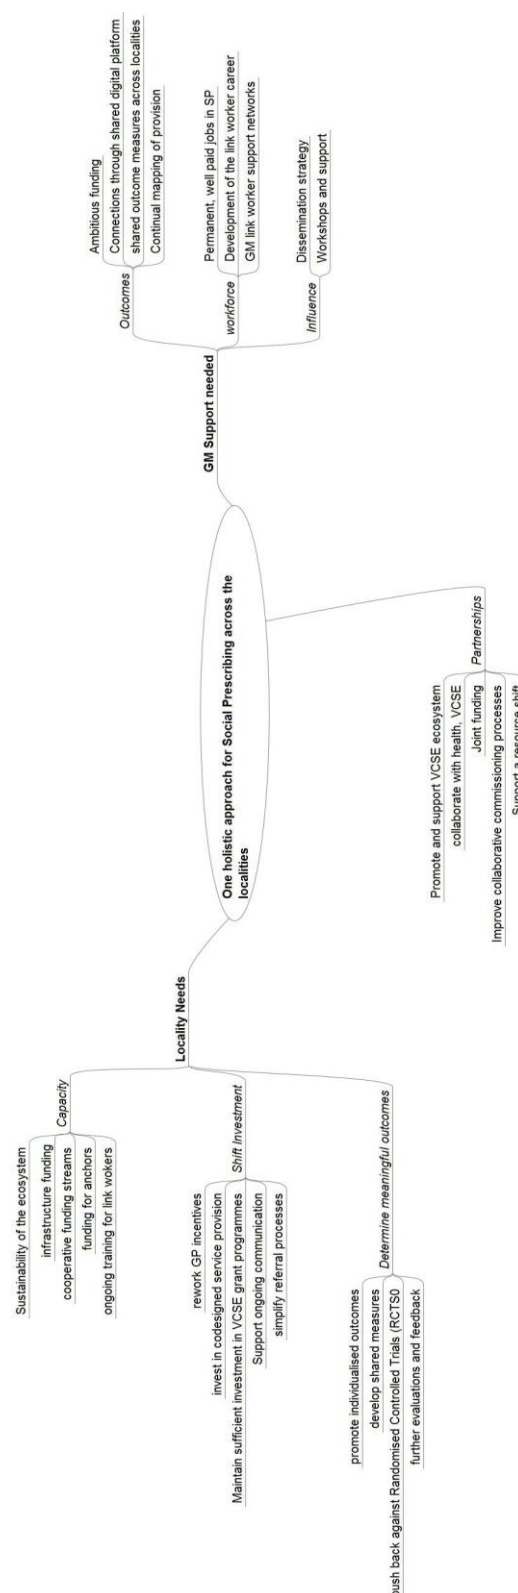 One holistic approach for Social Prescribing across the
localities
GM Support needed
Outcomes
Ambitious funding
Connections through shared digital platform
shared outcome measures across localities
Continual mapping of provision
workforce
Permanent, well paid jobs in SP
Development of the link worker career
GM link worker support networks
Influence
Dissemination strategy
Workshops and support
Locality Needs
Capacity
Sustainability of the ecosystem
infrastructure funding
cooperative funding streams
funding for anchors
ongoing training for link wokers
Shift Investment
rework GP incentives
invest in codesigned service provision
Maintain sufficient investment in VCSE grant programmes
Support ongoing communication
simplify referral processes
Determine meaningful outcomes
promote individualised outcomes
develop shared measures
push back against Randomised Controlled Trials (RCTS0
further evaluations and feedback
Partnerships
Promote and support VCSE ecosystem
collaborate with health, VCSE
Joint funding
Improve collaborative commissioning processes
Support a resource shift